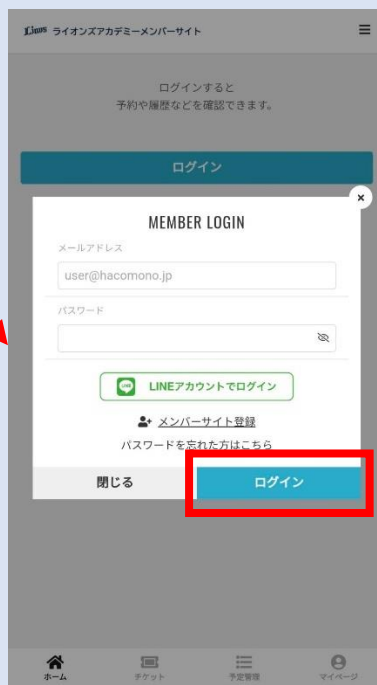 Lions ライオンズアカデミーメンバーサイト
ログインすると
予約や履歴などを確認できます。
ログイン
×
MEMBER LOGIN
メールアドレス
user@hacomono.jp
パスワード
LINE LINEアカウントでログイン
メンバーサイト登録
パスワードを忘れた方はこちら
閉じる ログイン
ホーム チケット 予定管理 マイページ